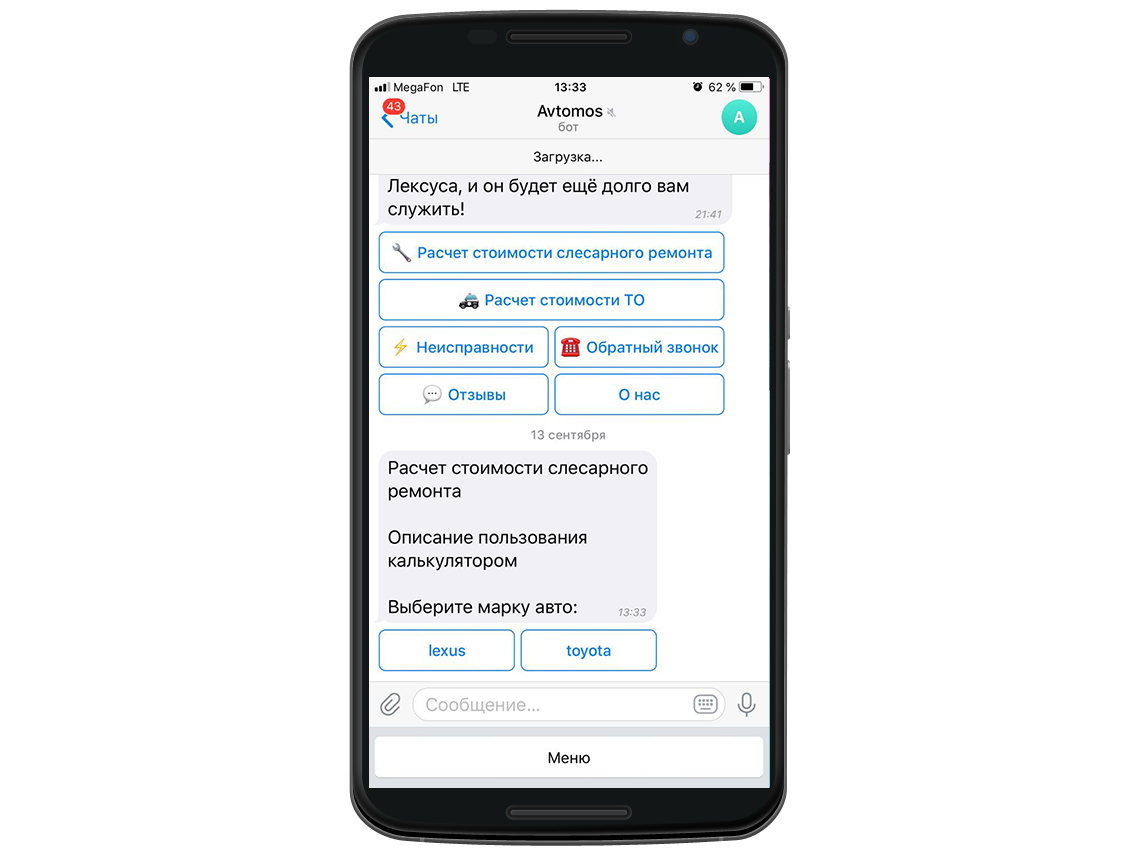 MegaFon LTE 13:33 62 %
43
Чаты
Avtomos
бот
A
Загрузка...
Лексуса, и он будет ещё долго вам
служить!
21:41
Расчет стоимости слесарного ремонта
Расчет стоимости ТО
Неисправности
Обратный звонок
Отзывы
О нас
13 сентября
Расчет стоимости слесарного
ремонта
Описание пользования
калькулятором
Выберите марку авто:
13:33
lexus
toyota
Сообщение...
Меню